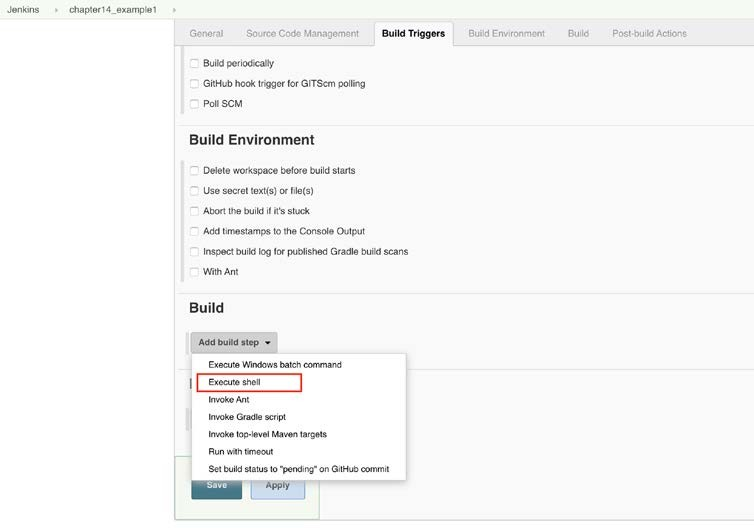 Jenkins chapter14_example1
General Source Code Management Build Triggers Build Environment Build Post-build Actions
Build periodically
GitHub hook trigger for GITScm polling
Poll SCM
Build Environment
Delete workspace before build starts
Use secret text(s) or file(s)
Abort the build if it's stuck
Add timestamps to the Console Output
Inspect build log for published Gradle build scans
With Ant
Build
Add build step
Execute Windows batch command
Execute shell
Invoke Ant
Invoke Gradle script
Invoke top-level Maven targets
Run with timeout
Set build status to "pending" on GitHub commit
Save Apply